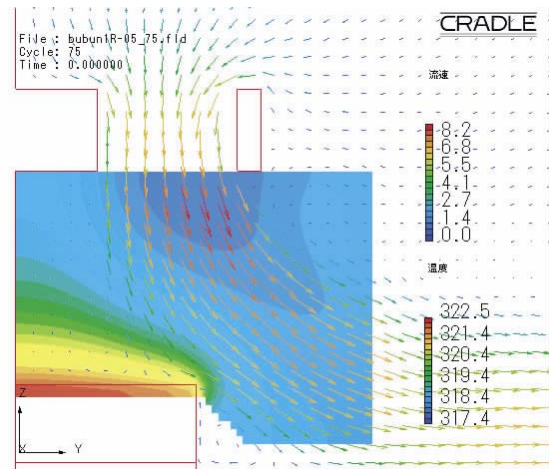 CRADLE
File : bubun1R-05_75.fld
Cycle: 75
Time : 0.000000
流速
8.2
6.8
5.5
4.1
2.7
1.4
0.0
温度
322.5
321.4
320.4
319.4
318.4
317.4
Z
X
Y